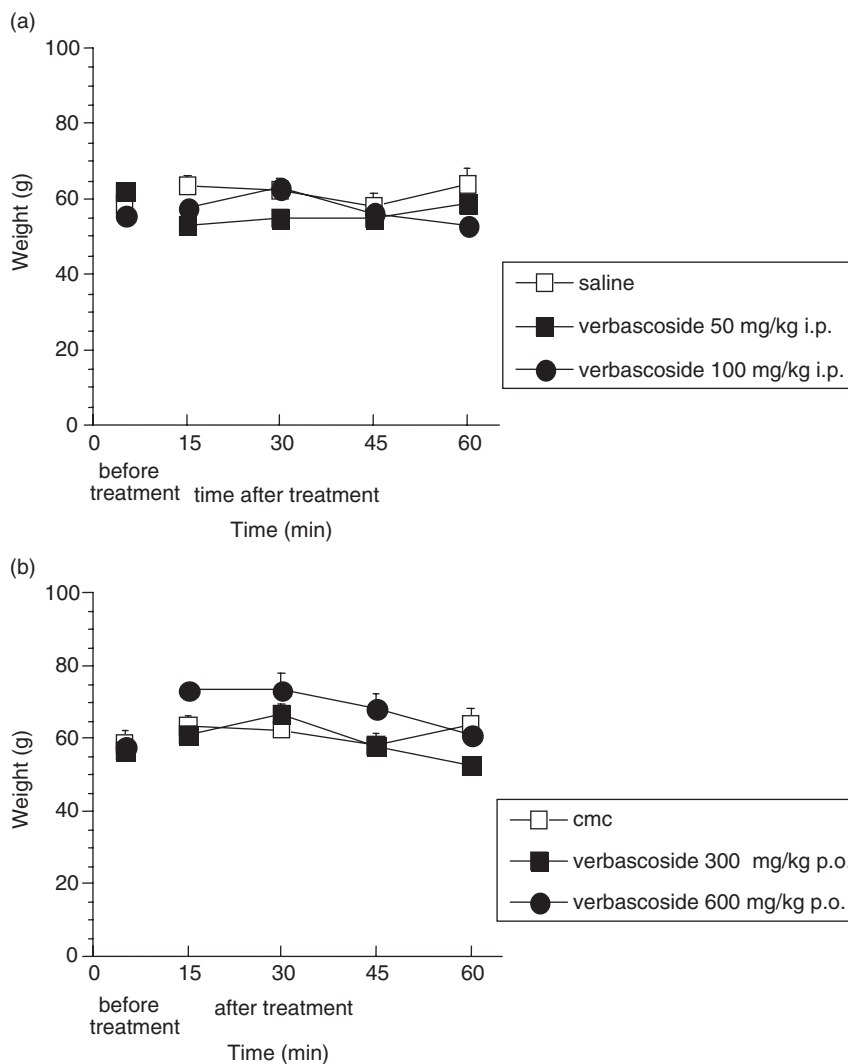 (a)
100
80
60
40
20
0
Weight (g)
0 15 30 45 60
before
treatment time after treatment
Time (min)
saline
verbascoside 50 mg/kg i.p.
verbascoside 100 mg/kg i.p.
(b)
100
80
60
40
20
0
Weight (g)
0 15 30 45 60
before after treatment
treatment
Time (min)
cmc
verbascoside 300 mg/kg p.o.
verbascoside 600 mg/kg p.o.